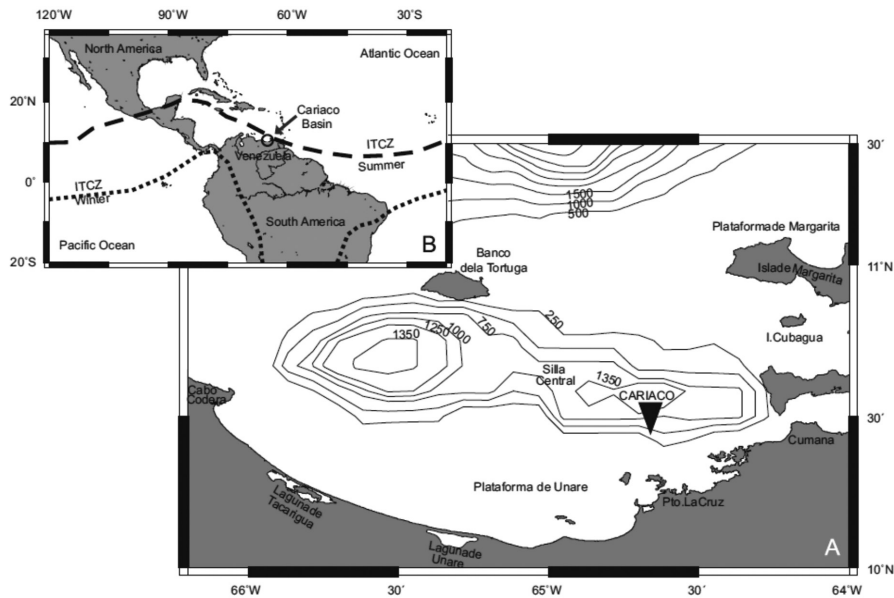 120˚W
90˚W
60˚W
30˚S
North America
Atlantic Ocean
20˚N
Cariaco
Basin
ITCZ
Venezuela
Summer
0˚
ITCZ
Winter
South America
Pacific Ocean
B
20˚S
30´
1500
1000
500
Plataforma de Margarita
Banco
dela Tortuga
11˚N
Islade Margarita
250
750
1000
1250
1350
I.Cubagua
Silla
Central
1350
CARIACO
Cabo
Codera
30´
Cumana
Plataforma de Unare
Lagunade
Tacarigua
Pto.LaCruz
Lagunade
Unare
A
10˚N
66˚W
30´
65˚W
30´
64˚W